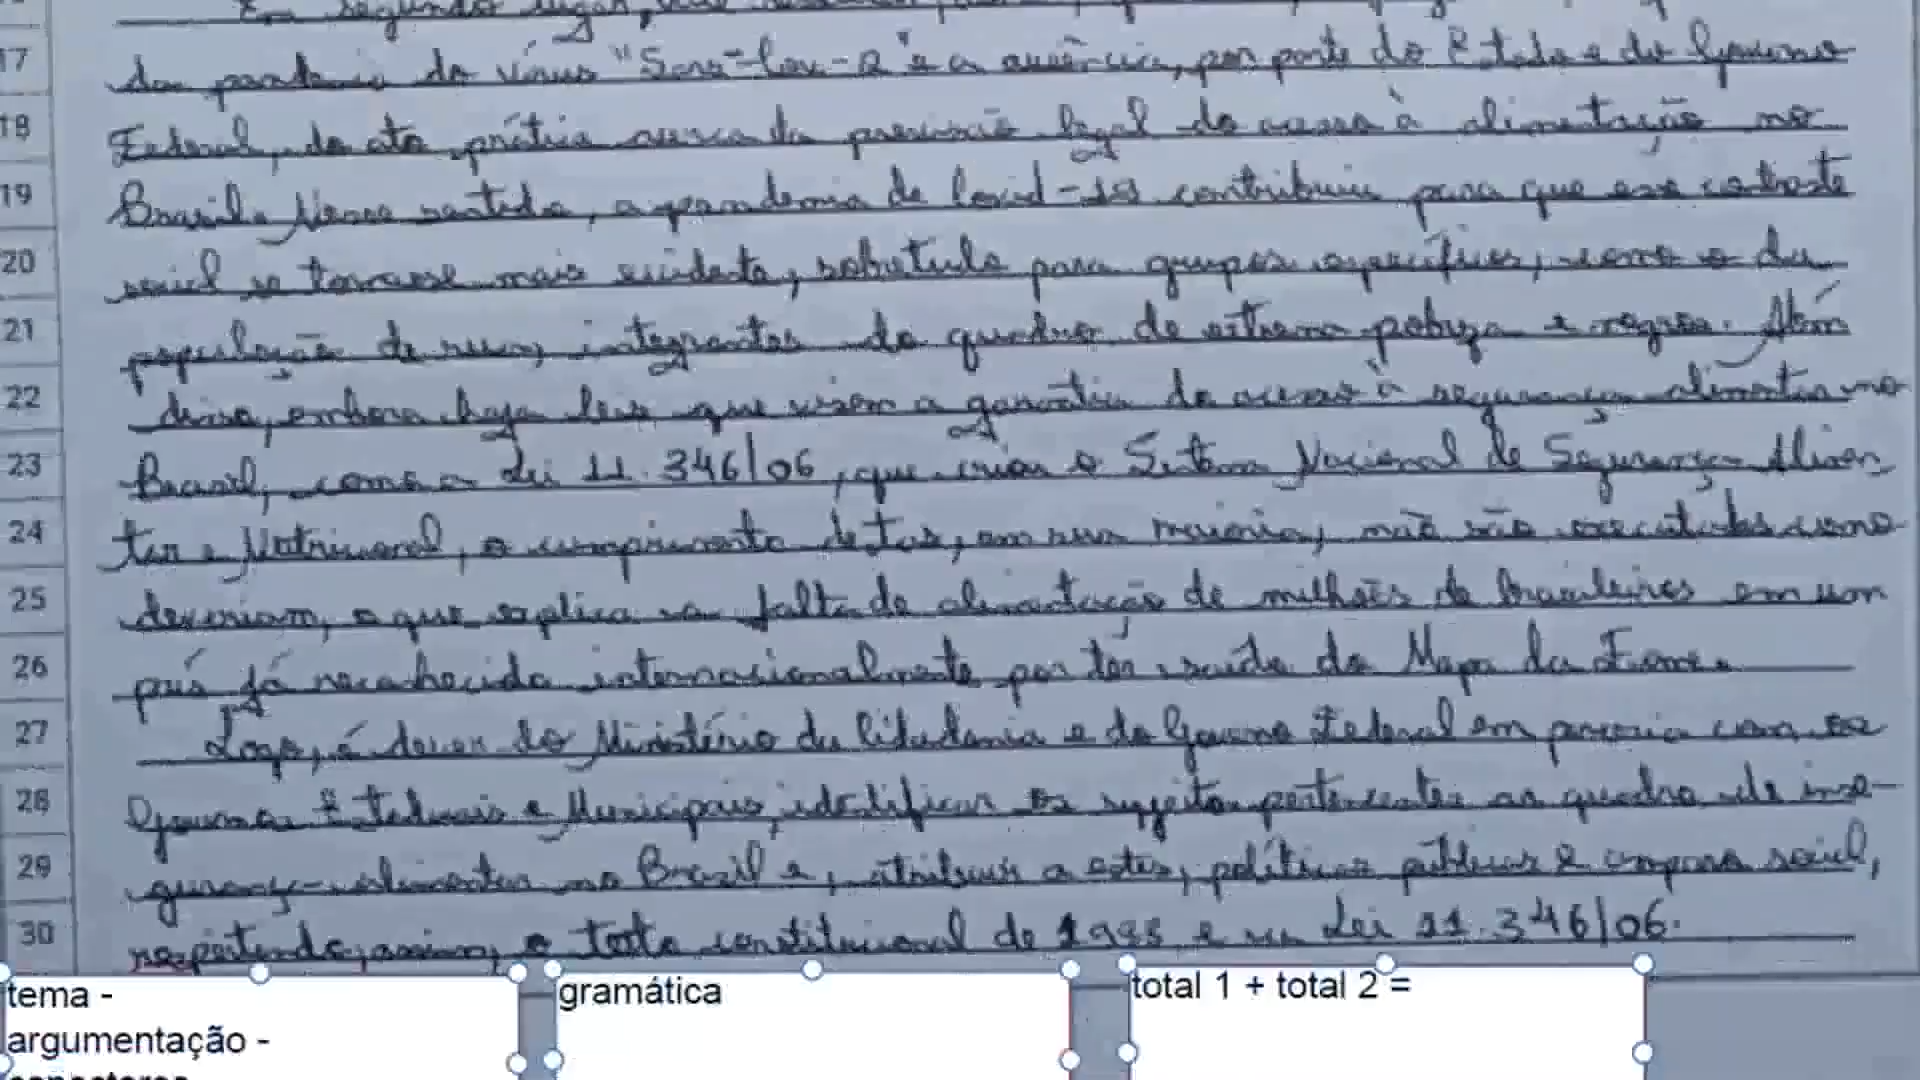 Em segundo lugar,
17
da pandemia do vírus "Sars-Cov-2" e a ausência, por parte do Estado e do Governo
18
Federal, do ato prático acerca da previsão legal do acesso à alimentação no
19
Brasil. Nesse sentido, a pandemia de Covid-19 contribuiu para que esse contraste
20
social se tornasse mais evidente, sobretudo para grupos específicos, como o da
21
população de rua, integrantes do quadro de extrema pobreza e negros. Além
22
disso, embora haja leis que visem a garantia do acesso à segurança alimentar no
23
Brasil, como a Lei 11.346/06, que criou o Sistema Nacional de Segurança Alimen
24
tar e Nutricional, o cumprimento destas, em sua maioria, não são executadas como
25
deveriam, o que explica a falta de alimentação de milhões de brasileiros em um
26
país já reconhecido internacionalmente por ter saído do Mapa da Fome.
27
Logo, é dever do Ministério da Cidadania e do Governo Federal em parceria com os
28
Governos Estaduais e Municipais, identificar os sujeitos pertencentes ao quadro de inse-
29
gurança alimentar no Brasil e, atribuir a estes, políticas públicas e amparo social,
30
respeitando, assim, o texto constitucional de 1988 e a Lei 11.346/06.
tema -
gramática
total 1 + total 2 =
argumentação -